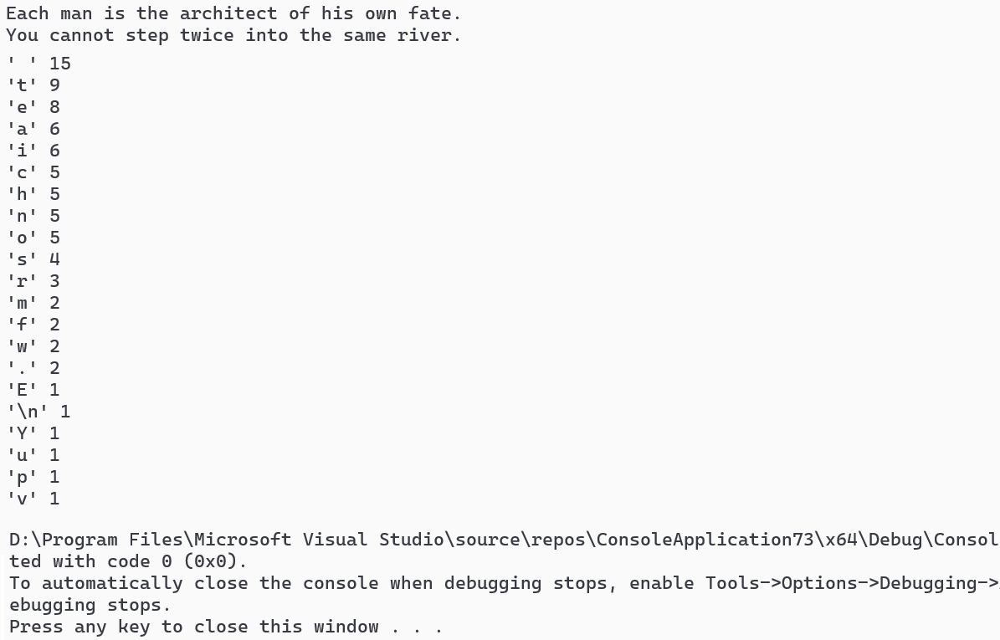 Each man is the architect of his own fate.
You cannot step twice into the same river.
' ' 15
't' 9
'e' 8
'a' 6
'i' 6
'c' 5
'h' 5
'n' 5
'o' 5
's' 4
'r' 3
'm' 2
'f' 2
'w' 2
'.' 2
'E' 1
'\n' 1
'Y' 1
'u' 1
'p' 1
'v' 1
D:\Program Files\Microsoft Visual Studio\source\repos\ConsoleApplication73\x64\Debug\Consol
ted with code 0 (0x0).
To automatically close the console when debugging stops, enable Tools->Options->Debugging->
ebugging stops.
Press any key to close this window . . .